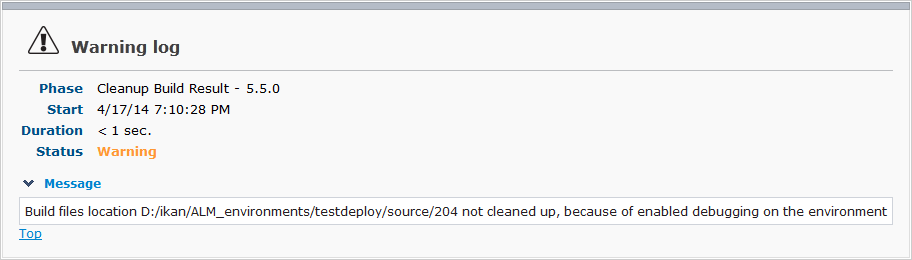 Warning log
Phase Cleanup Build Result - 5.5.0
Start 4/17/14 7:10:28 PM
Duration < 1 sec.
Status Warning
Message
Build files location D:/ikan/ALM_environments/testdeploy/source/204 not cleaned up, because of enabled debugging on the environment
Top